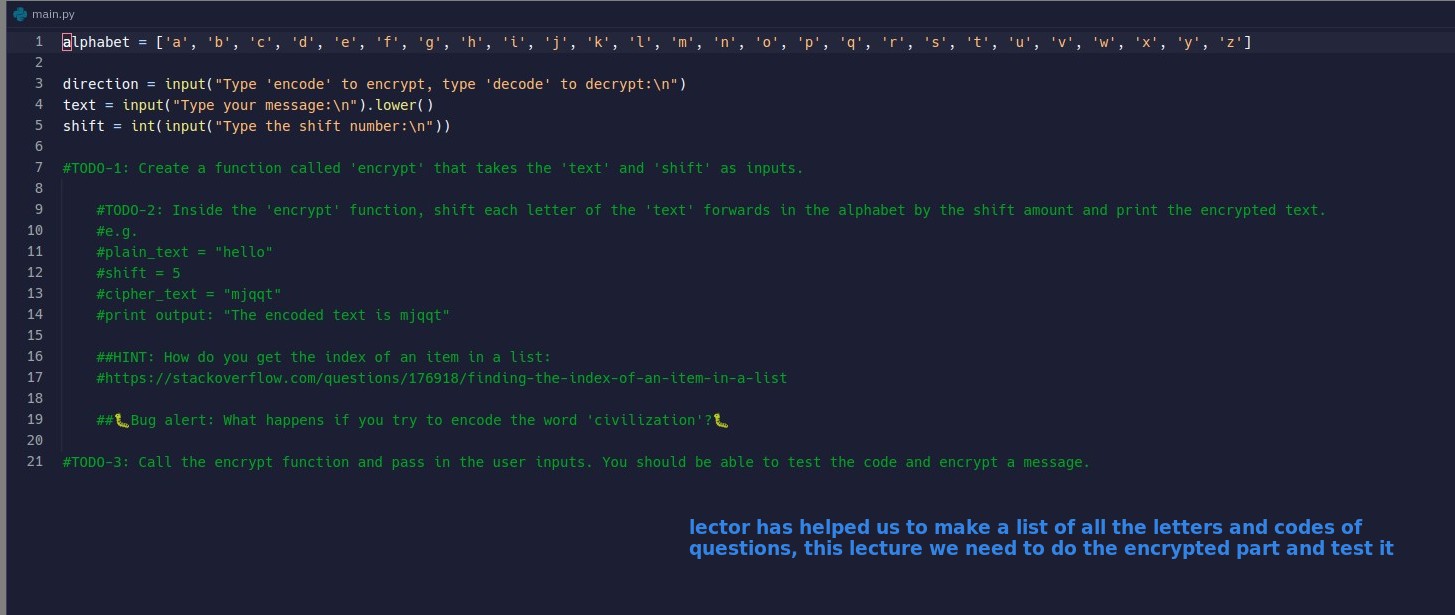 main.py
1 alphabet = ['a', 'b', 'c', 'd', 'e', 'f', 'g', 'h', 'i', 'j', 'k', 'l', 'm', 'n', 'o', 'p', 'q', 'r', 's', 't', 'u', 'v', 'w', 'x', 'y', 'z']
2
3 direction = input("Type 'encode' to encrypt, type 'decode' to decrypt:\n")
4 text = input("Type your message:\n").lower()
5 shift = int(input("Type the shift number:\n"))
6
7 #TODO-1: Create a function called 'encrypt' that takes the 'text' and 'shift' as inputs.
8
9 #TODO-2: Inside the 'encrypt' function, shift each letter of the 'text' forwards in the alphabet by the shift amount and print the encrypted text.
10 #e.g.
11 #plain_text = "hello"
12 #shift = 5
13 #cipher_text = "mjqqt"
14 #print output: "The encoded text is mjqqt"
15
16 ##HINT: How do you get the index of an item in a list:
17 #https://stackoverflow.com/questions/176918/finding-the-index-of-an-item-in-a-list
18
19 ##🐛Bug alert: What happens if you try to encode the word 'civilization'?🐛
20
21 #TODO-3: Call the encrypt function and pass in the user inputs. You should be able to test the code and encrypt a message.
lector has helped us to make a list of all the letters and codes of
questions, this lecture we need to do the encrypted part and test it